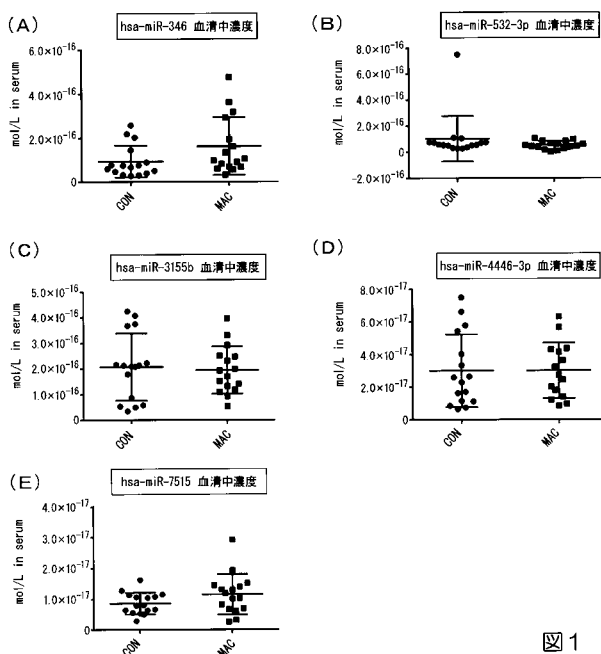 (A)
hsa-miR-346 血清中濃度
mol/L in serum
6.0×10⁻¹⁶
4.0×10⁻¹⁶
2.0×10⁻¹⁶
0
CON
MAC
(B)
hsa-miR-532-3p 血清中濃度
mol/L in serum
8.0×10⁻¹⁶
6.0×10⁻¹⁶
4.0×10⁻¹⁶
2.0×10⁻¹⁶
0
-2.0×10⁻¹⁶
CON
MAC
(C)
hsa-miR-3155b 血清中濃度
mol/L in serum
5.0×10⁻¹⁶
4.0×10⁻¹⁶
3.0×10⁻¹⁶
2.0×10⁻¹⁶
1.0×10⁻¹⁶
0
CON
MAC
(D)
hsa-miR-4446-3p 血清中濃度
mol/L in serum
8.0×10⁻¹⁷
6.0×10⁻¹⁷
4.0×10⁻¹⁷
2.0×10⁻¹⁷
0
CON
MAC
(E)
hsa-miR-7515 血清中濃度
mol/L in serum
4.0×10⁻¹⁷
3.0×10⁻¹⁷
2.0×10⁻¹⁷
1.0×10⁻¹⁷
0
CON
MAC
図1